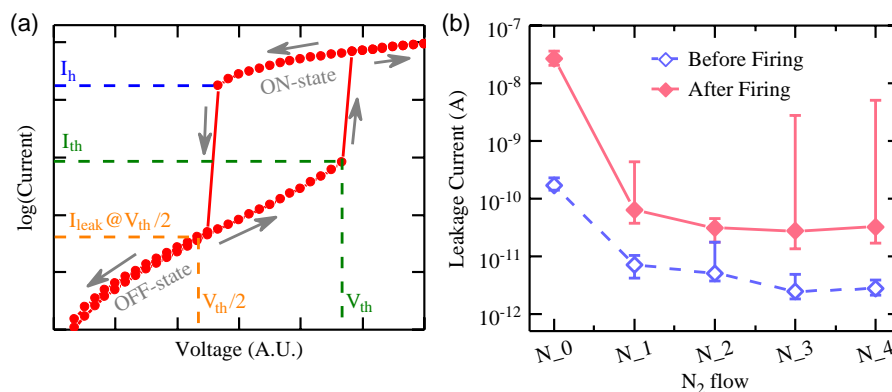 (a)
I_h
ON-state
I_th
I_leak@V_th/2
OFF-state
V_th/2
V_th
log(Current)
Voltage (A.U.)
(b)
10^-7
10^-8
10^-9
10^-10
10^-11
10^-12
Before Firing
After Firing
Leakage Current (A)
N_0
N_1
N_2
N_3
N_4
N_2 flow